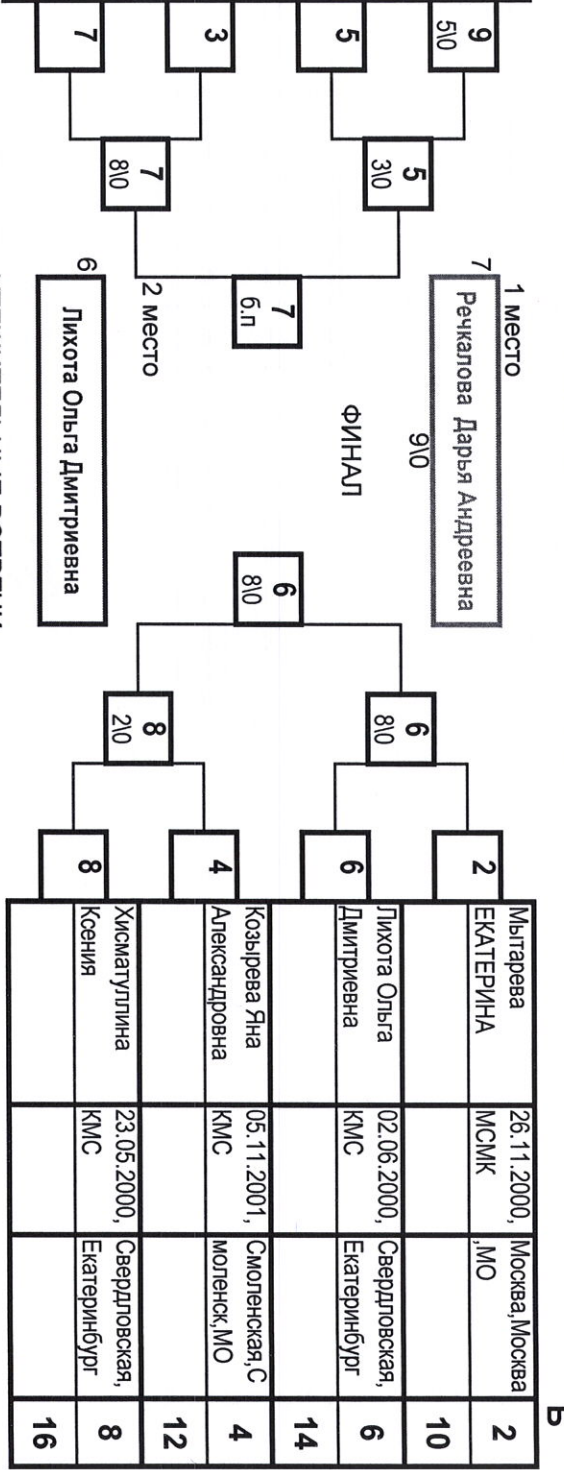 Ь
9
5\0
5
3
7
5
3\0
7
8\0
7
б.п
1 место
7
Речкалова Дарья Андреевна
9\0
ФИНАЛ
2 место
6
Лихота Ольга Дмитриевна
6
8\0
6
8\0
8
2\0
2
6
4
8
Мытарева
ЕКАТЕРИНА
26.11.2000,
МСМК
Москва,Москва
,МО
2
10
Лихота Ольга
Дмитриевна
02.06.2000,
КМС
Свердловская,
Екатеринбург
6
14
Козырева Яна
Александровна
05.11.2001,
КМС
Смоленская,С
моленск,МО
4
12
Хисматуллина
Ксения
23.05.2000,
КМС
Свердловская,
Екатеринбург
8
16